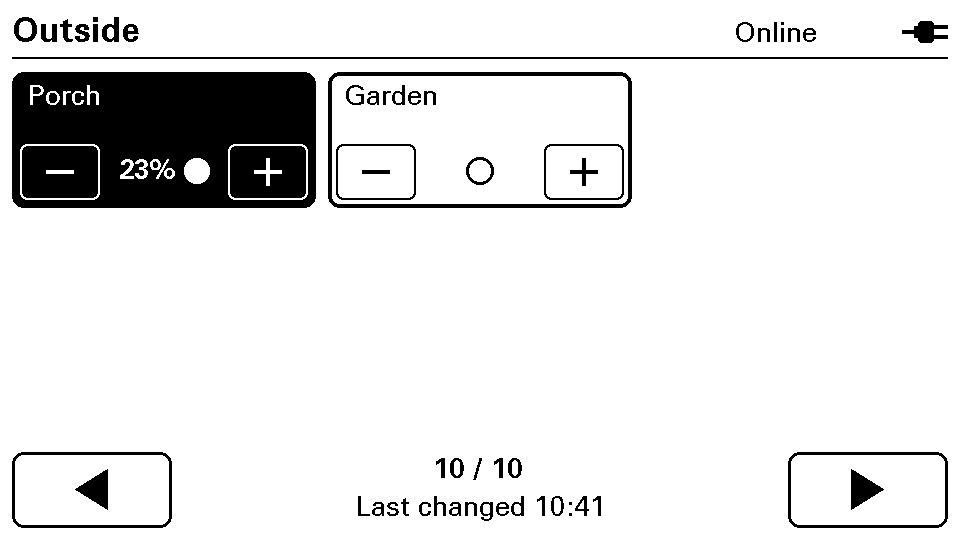 Outside
Online
Porch
Garden
− 23% +
− +
10 / 10
Last changed 10:41